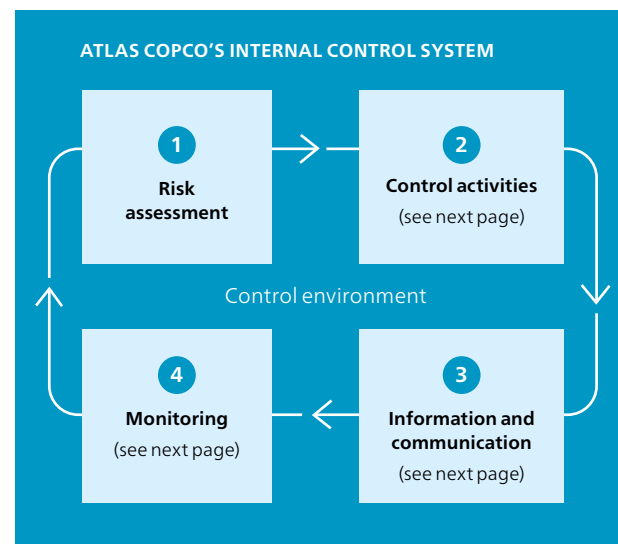 ATLAS COPCO’S INTERNAL CONTROL SYSTEM
1
Risk
assessment
2
Control activities
(see next page)
Control environment
4
Monitoring
(see next page)
3
Information and
communication
(see next page)